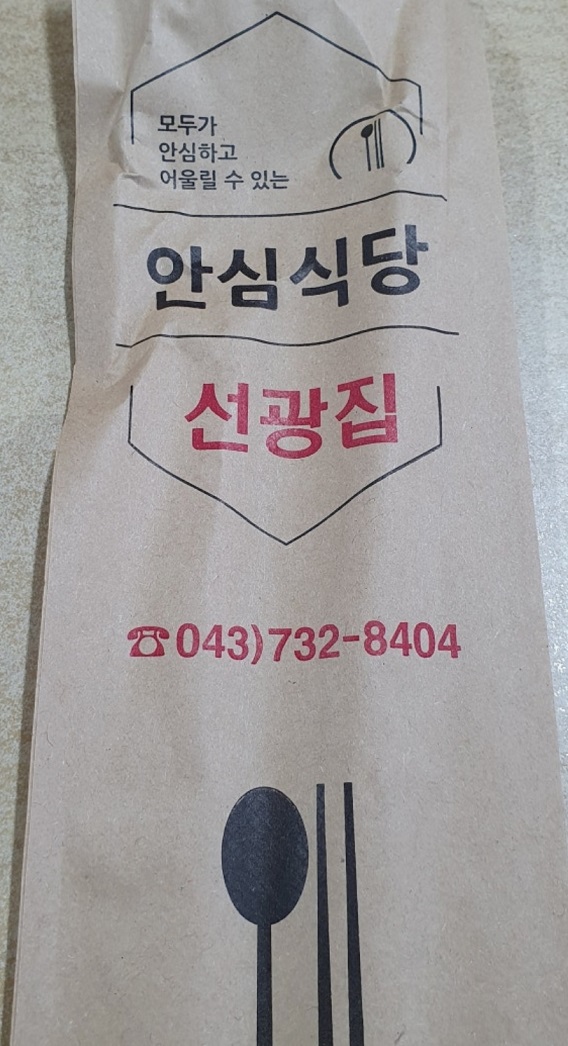 모두가
안심하고
어울릴 수 있는
안심식당
선광집
☎043)732-8404